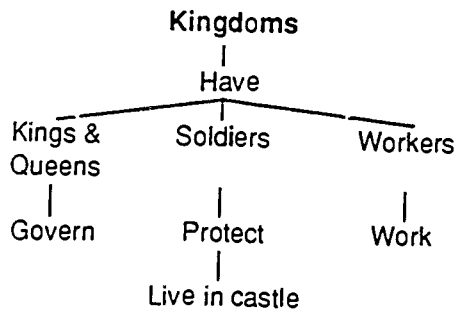 Kingdoms
Have
Kings &
Queens
Soldiers
Workers
Govern
Protect
Work
Live in castle